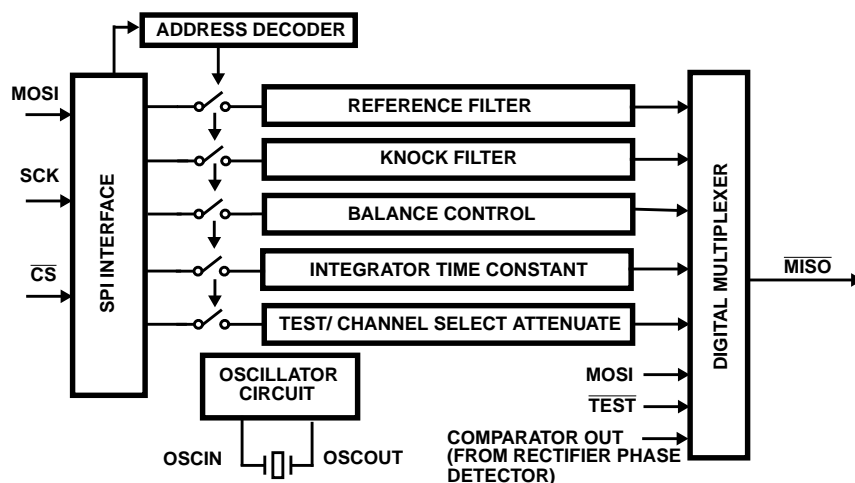 ADDRESS DECODER
MOSI
SCK
CS
SPI INTERFACE
REFERENCE FILTER
KNOCK FILTER
BALANCE CONTROL
INTEGRATOR TIME CONSTANT
TEST/ CHANNEL SELECT ATTENUATE
OSCILLATOR
CIRCUIT
OSCIN
OSCOUT
MOSI
TEST
COMPARATOR OUT
(FROM RECTIFIER PHASE
DETECTOR)
DIGITAL MULTIPLEXER
MISO